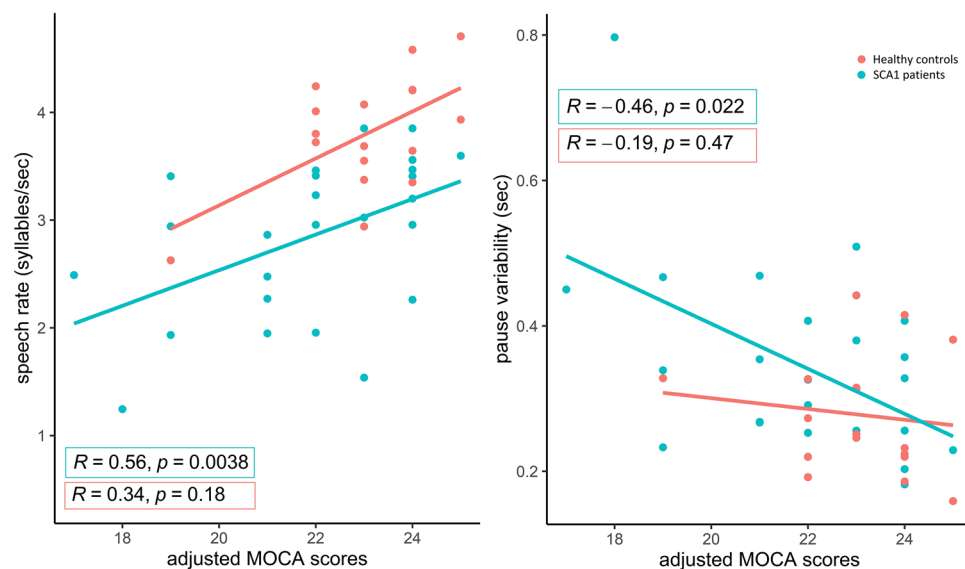 speech rate (syllables/sec)
4
3
2
1
R = 0.56, p = 0.0038
R = 0.34, p = 0.18
18 20 22 24
adjusted MOCA scores
pause variability (sec)
0.8
0.6
0.4
0.2
Healthy controls
SCA1 patients
R = −0.46, p = 0.022
R = −0.19, p = 0.47
18 20 22 24
adjusted MOCA scores